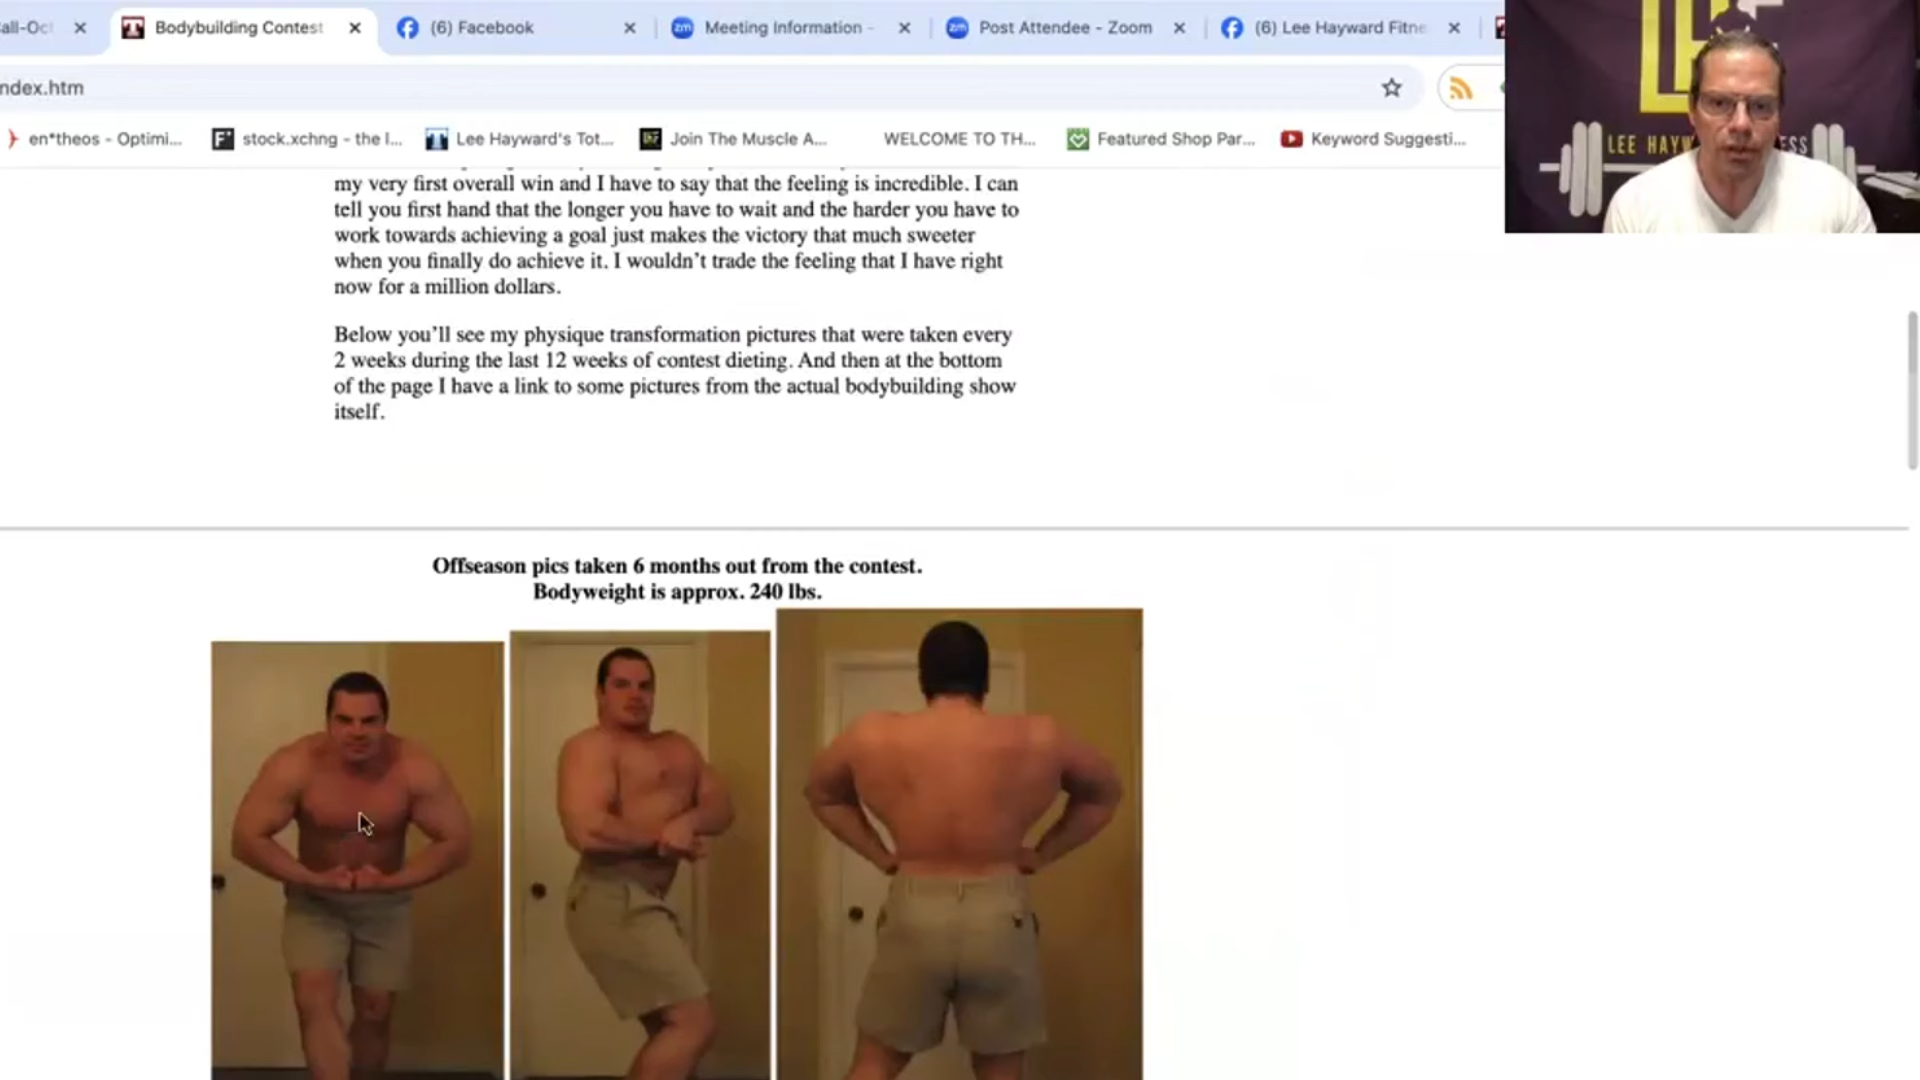 all-Oct
Bodybuilding Contest
(6) Facebook
Meeting Information -
Post Attendee - Zoom
(6) Lee Hayward Fitne
ndex.htm
en*theos - Optimi...
stock.xchng - the l...
Lee Hayward's Tot...
Join The Muscle A...
WELCOME TO TH...
Featured Shop Par...
Keyword Suggesti...
LEE HAYW
ESS
my very first overall win and I have to say that the feeling is incredible. I can
tell you first hand that the longer you have to wait and the harder you have to
work towards achieving a goal just makes the victory that much sweeter
when you finally do achieve it. I wouldn't trade the feeling that I have right
now for a million dollars.
Below you'll see my physique transformation pictures that were taken every
2 weeks during the last 12 weeks of contest dieting. And then at the bottom
of the page I have a link to some pictures from the actual bodybuilding show
itself.
Offseason pics taken 6 months out from the contest.
Bodyweight is approx. 240 lbs.